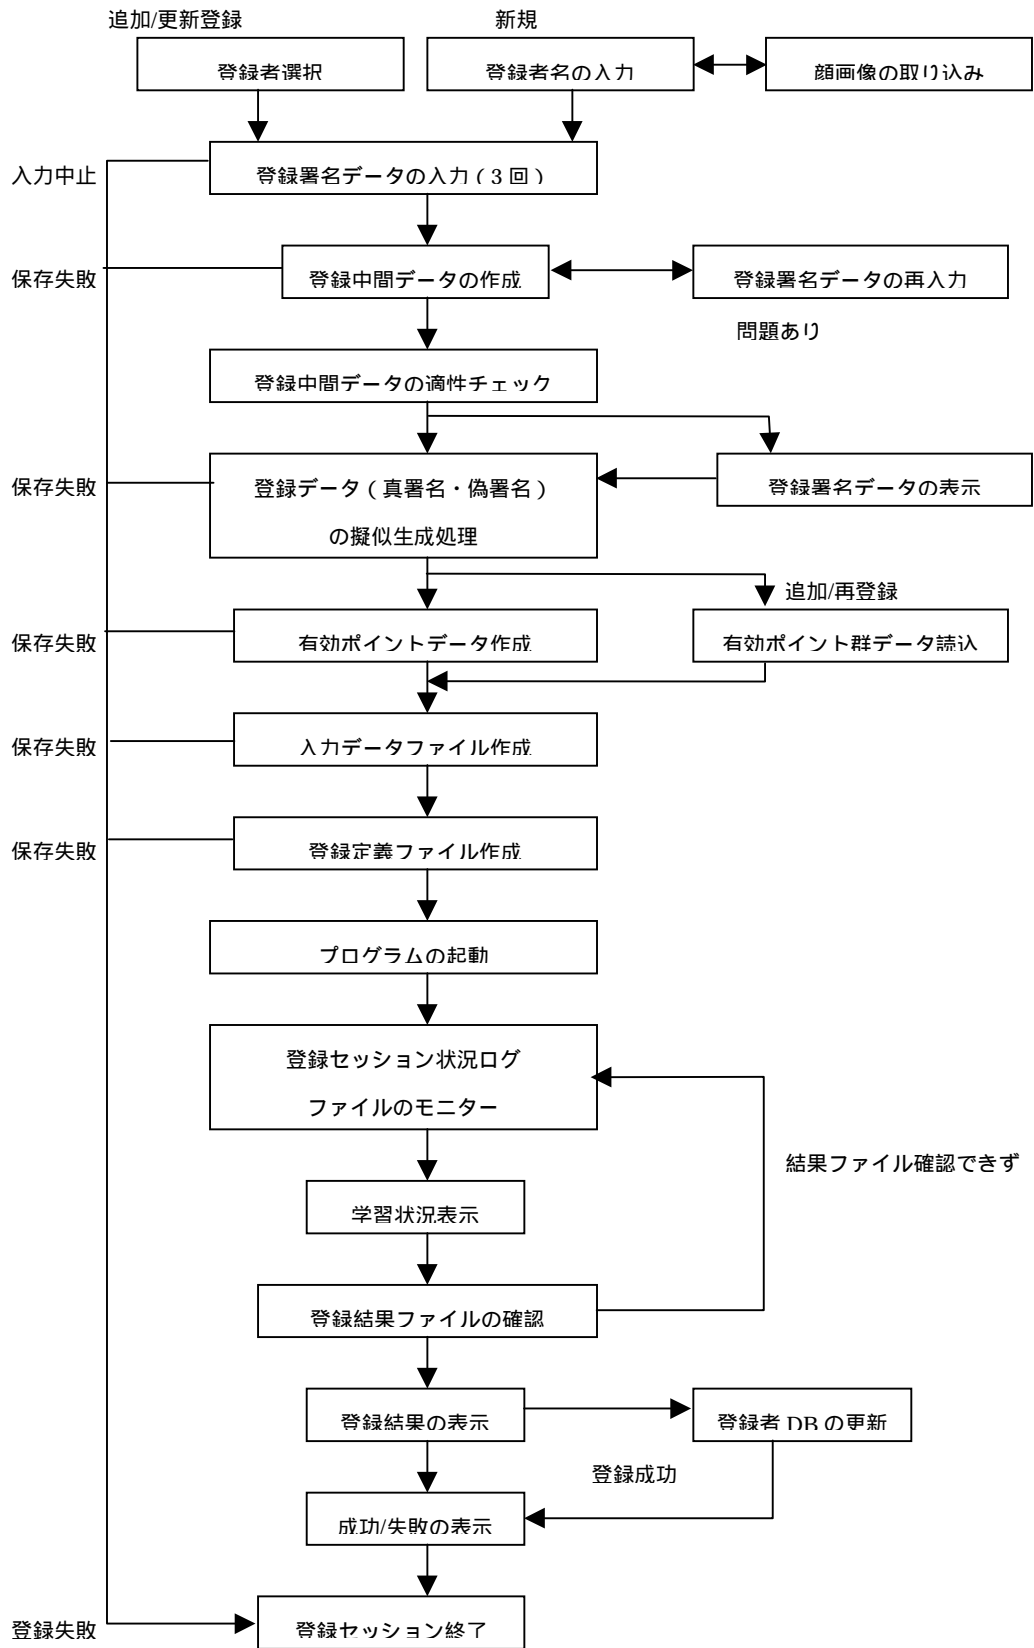 追加/更新登録
新規
登録者選択
登録者名の入力
顔画像の取り込み
入力中止
登録署名データの入力(3回)
保存失敗
登録中間データの作成
登録署名データの再入力
問題あり
登録中間データの適性チェック
保存失敗
登録データ(真署名・偽署名)
の擬似生成処理
登録署名データの表示
追加/再登録
保存失敗
有効ポイントデータ作成
有効ポイント群データ読込
保存失敗
入力データファイル作成
保存失敗
登録定義ファイル作成
プログラムの起動
登録セッション状況ログ
ファイルのモニター
結果ファイル確認できず
学習状況表示
登録結果ファイルの確認
登録結果の表示
登録者 DB の更新
登録成功
成功/失敗の表示
登録失敗
登録セッション終了